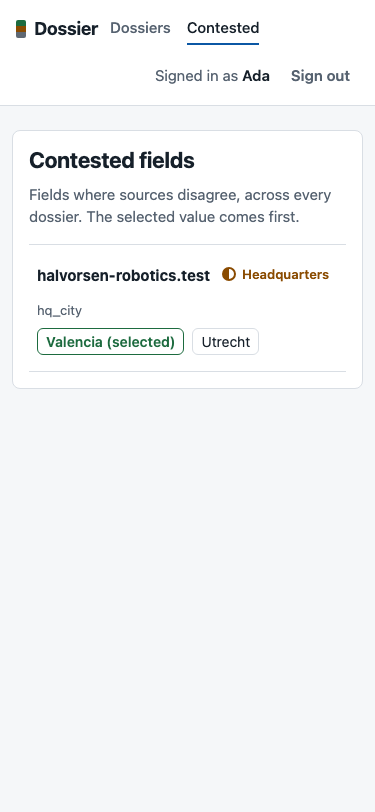 Dossier Dossiers Contested
Signed in as Ada Sign out
Contested fields
Fields where sources disagree, across every
dossier. The selected value comes first.
halvorsen-robotics.test Headquarters
hq_city
Valencia (selected) Utrecht